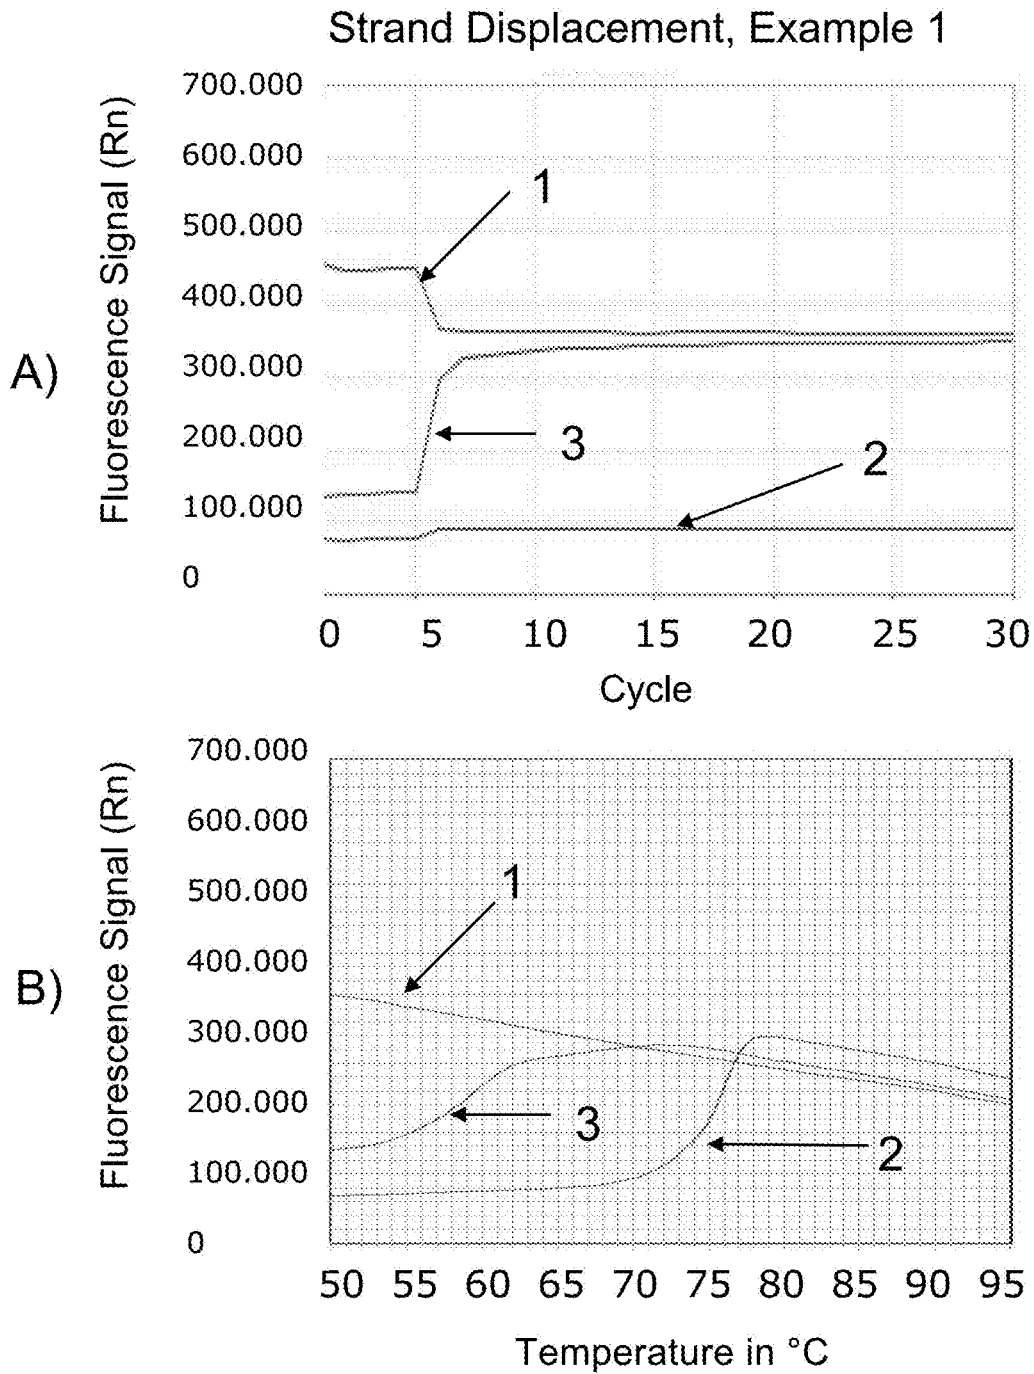 Strand Displacement, Example 1
A)
Fluorescence Signal (Rn)
700.000
600.000
500.000
400.000
300.000
200.000
100.000
0
1
3
2
0 5 10 15 20 25 30
Cycle
B)
Fluorescence Signal (Rn)
700.000
600.000
500.000
400.000
300.000
200.000
100.000
0
1
3
2
50 55 60 65 70 75 80 85 90 95
Temperature in °C